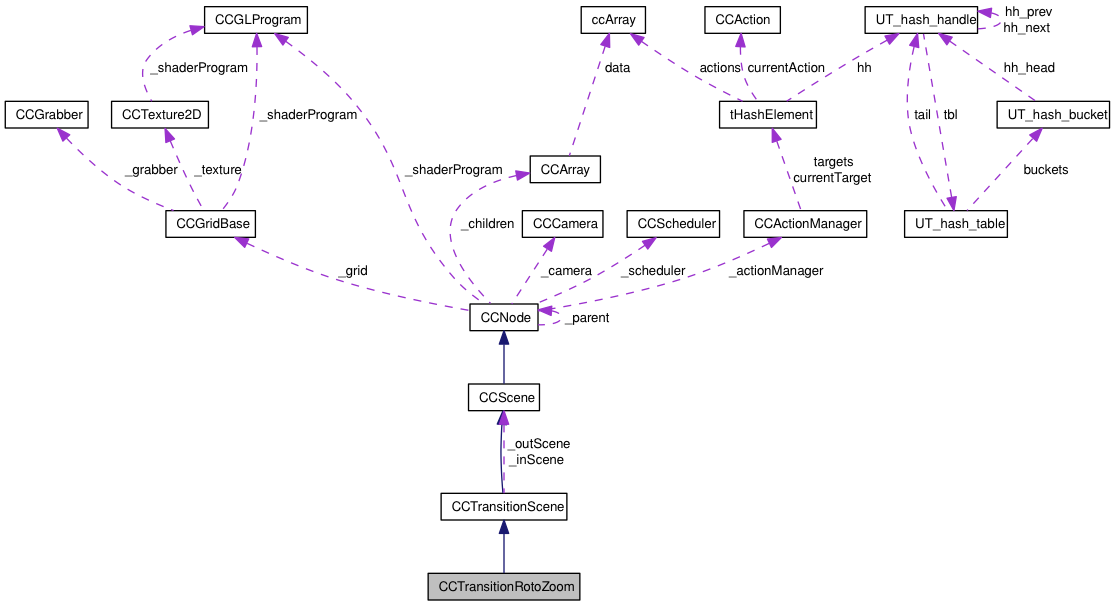 CCGLProgram
ccArray
CCAction
UT_hash_handle
hh_prev
hh_next
_shaderProgram
data
actions
currentAction
hh
hh_head
CCGrabber
CCTexture2D
_shaderProgram
tHashElement
tail
tbl
UT_hash_bucket
_grabber
_texture
_shaderProgram
CCArray
targets
currentTarget
buckets
CCGridBase
_children
CCCamera
CCScheduler
CCActionManager
UT_hash_table
_grid
_camera
_scheduler
_actionManager
CCNode
_parent
CCScene
_outScene
_inScene
CCTransitionScene
CCTransitionRotoZoom